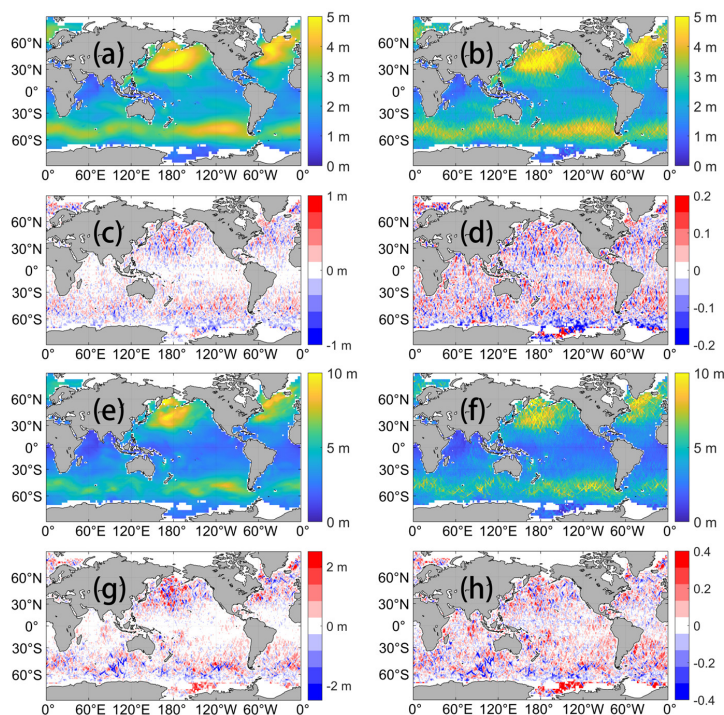 (a)
60°N
30°N
0°
30°S
60°S
0°
60°E
120°E
180°
120°W
60°W
0°
5 m
4 m
3 m
2 m
1 m
0 m
(b)
60°N
30°N
0°
30°S
60°S
0°
60°E
120°E
180°
120°W
60°W
0°
5 m
4 m
3 m
2 m
1 m
0 m
(c)
60°N
30°N
0°
30°S
60°S
0°
60°E
120°E
180°
120°W
60°W
0°
1 m
0 m
-1 m
(d)
60°N
30°N
0°
30°S
60°S
0°
60°E
120°E
180°
120°W
60°W
0°
0.2
0.1
0
-0.1
-0.2
(e)
60°N
30°N
0°
30°S
60°S
0°
60°E
120°E
180°
120°W
60°W
0°
10 m
5 m
0 m
(f)
60°N
30°N
0°
30°S
60°S
0°
60°E
120°E
180°
120°W
60°W
0°
10 m
5 m
0 m
(g)
60°N
30°N
0°
30°S
60°S
0°
60°E
120°E
180°
120°W
60°W
0°
2 m
0 m
-2 m
(h)
60°N
30°N
0°
30°S
60°S
0°
60°E
120°E
180°
120°W
60°W
0°
0.4
0.2
0
-0.2
-0.4